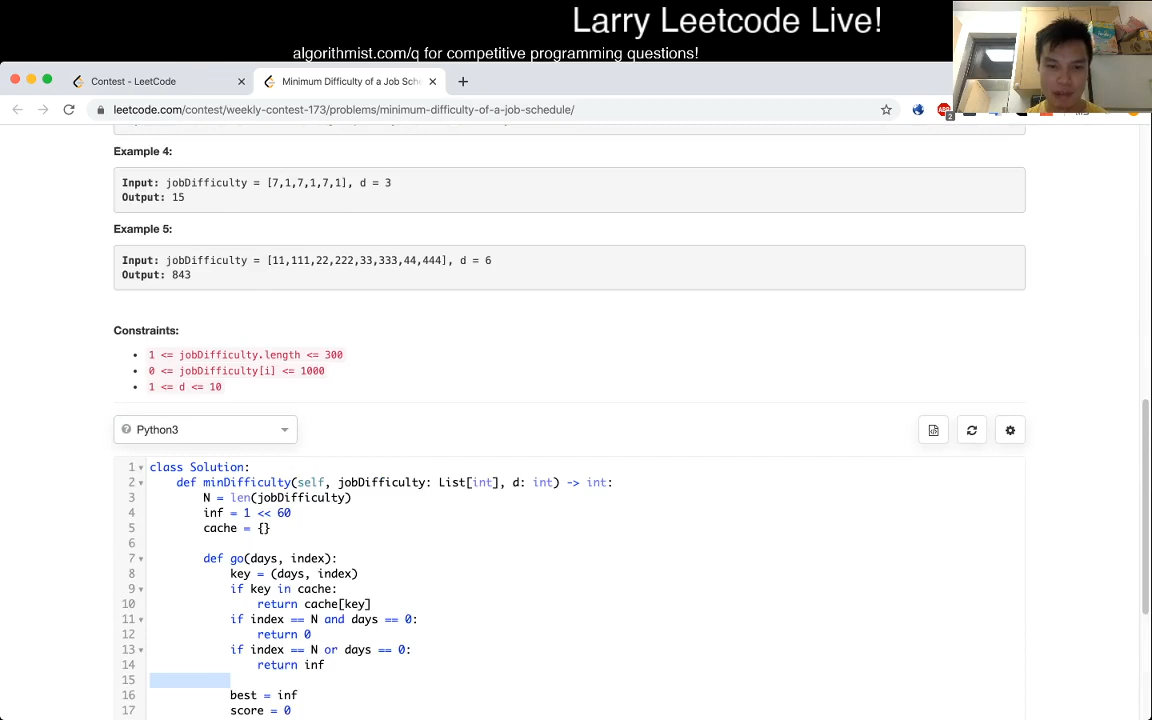 Larry Leetcode Live!
algorithmist.com/q for competitive programming questions!
Contest - LeetCode
Minimum Difficulty of a Job Sch
leetcode.com/contest/weekly-contest-173/problems/minimum-difficulty-of-a-job-schedule/
Example 4:
Input: jobDifficulty = [7,1,7,1,7,1], d = 3
Output: 15
Example 5:
Input: jobDifficulty = [11,111,22,222,33,333,44,444], d = 6
Output: 843
Constraints:
1 <= jobDifficulty.length <= 300
0 <= jobDifficulty[i] <= 1000
1 <= d <= 10
Python3
1 class Solution:
2 def minDifficulty(self, jobDifficulty: List[int], d: int) -> int:
3 N = len(jobDifficulty)
4 inf = 1 << 60
5 cache = {}
6
7 def go(days, index):
8 key = (days, index)
9 if key in cache:
10 return cache[key]
11 if index == N and days == 0:
12 return 0
13 if index == N or days == 0:
14 return inf
15
16 best = inf
17 score = 0